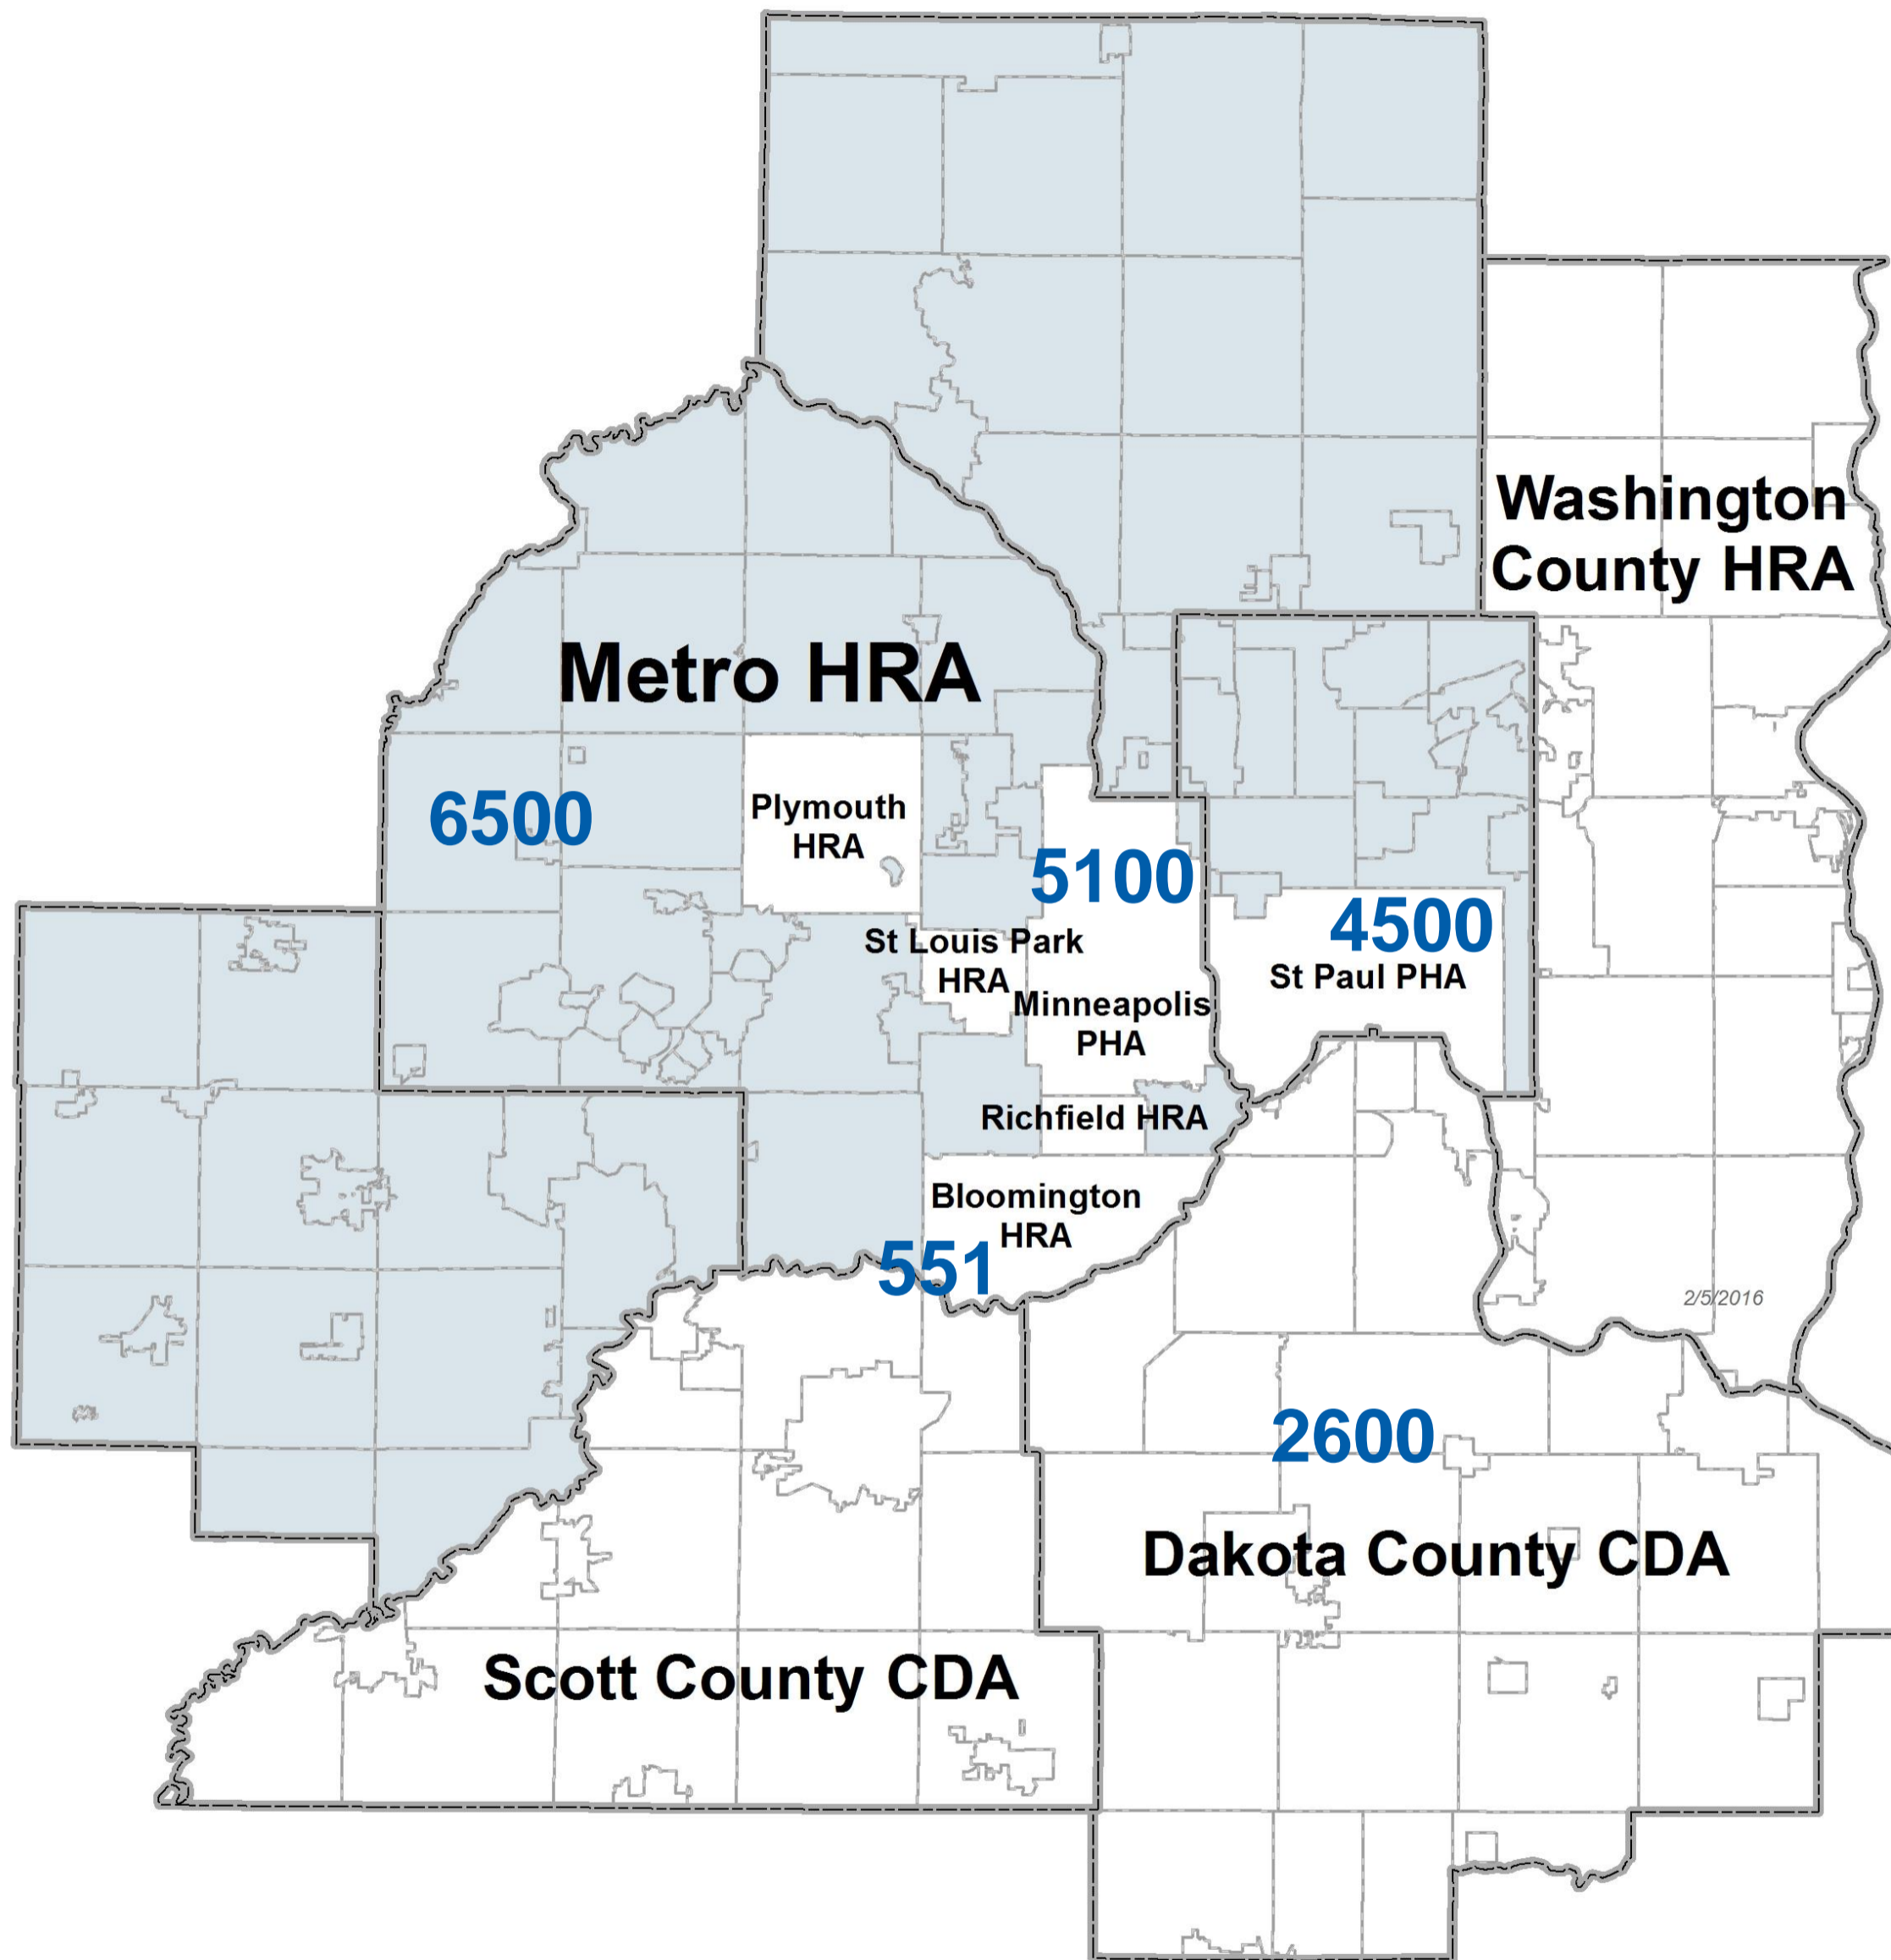 Washington
County HRA
Metro HRA
6500
Plymouth
HRA
5100
4500
St Louis Park
HRA
St Paul PHA
Minneapolis
PHA
Richfield HRA
Bloomington
HRA
551
2/5/2016
2600
Dakota County CDA
Scott County CDA